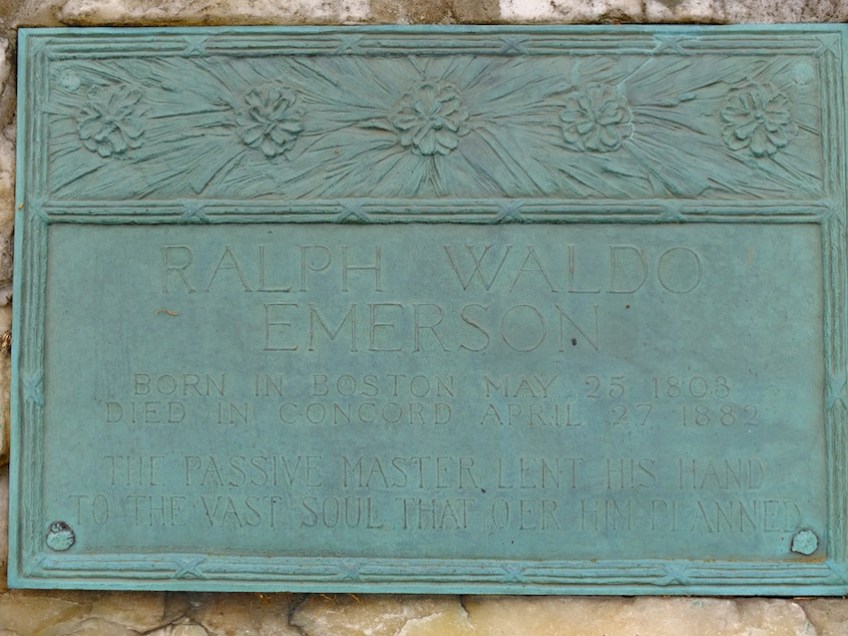 RALPH WALDO
EMERSON
BORN IN BOSTON MAY 25 1803
DIED IN CONCORD APRIL 27 1882
THE PASSIVE MASTER LENT HIS HAND
TO THE VAST SOUL THAT O'ER HIM PLANNED